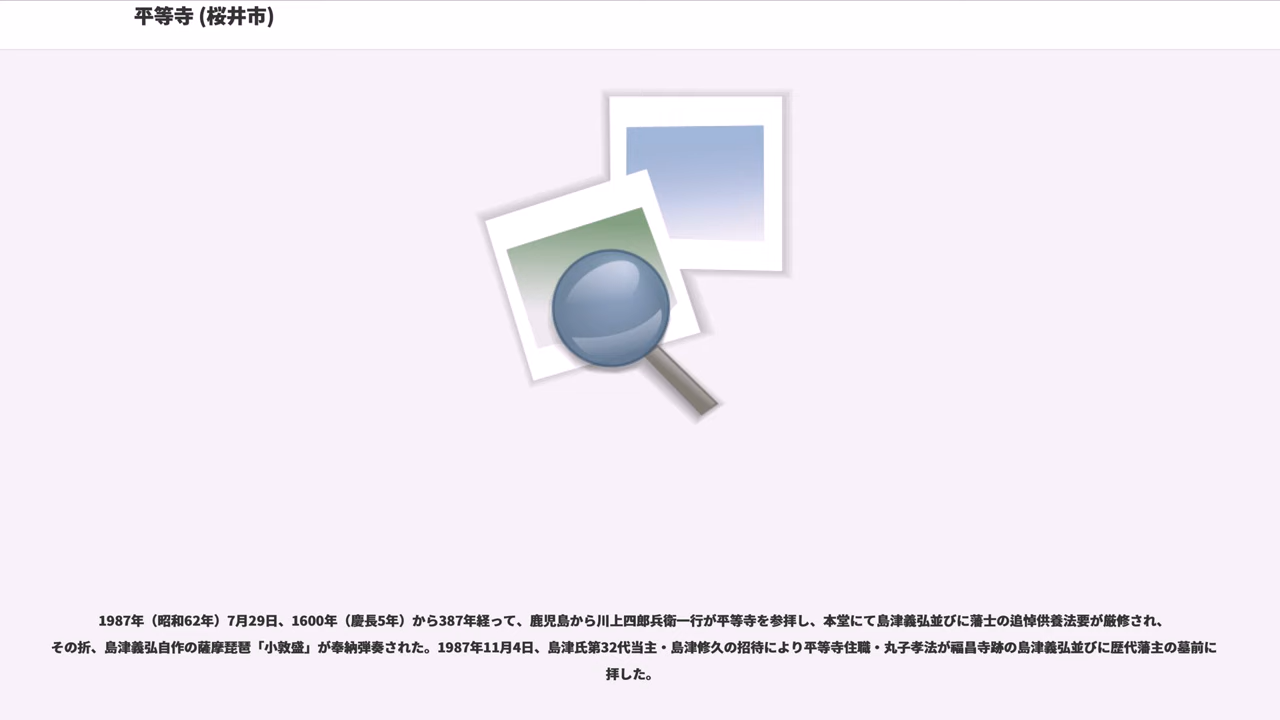 平等寺 (桜井市)
1987年（昭和62年）7月29日、1600年（慶長5年）から387年経って、鹿児島から川上四郎兵衛一行が平等寺を参拝し、本堂にて島津義弘並びに藩士の追悼供養法要が厳修され、
その折、島津義弘自作の薩摩琵琶「小敦盛」が奉納弾奏された。1987年11月4日、島津氏第32代当主・島津修久の招待により平等寺住職・丸子孝法が福昌寺跡の島津義弘並びに歴代藩主の墓前に
拝した。